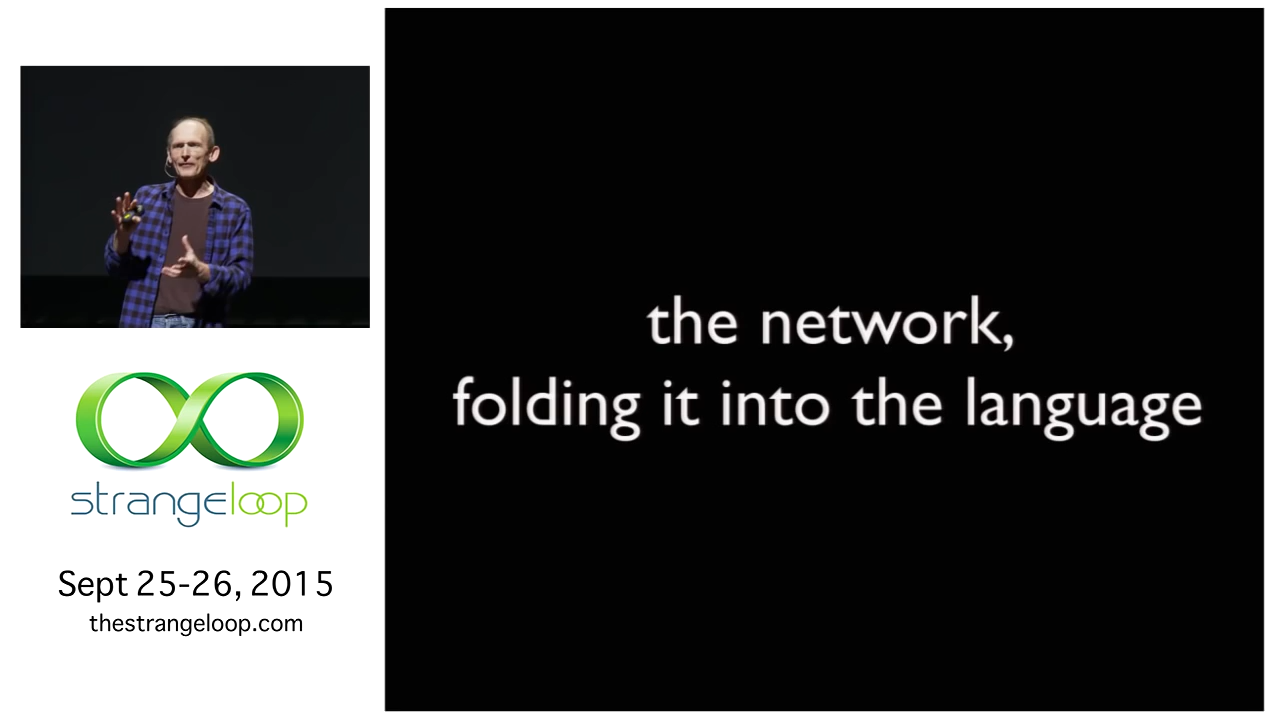 the network,
folding it into the language
strangeloop
Sept 25-26, 2015
thestrangeloop.com